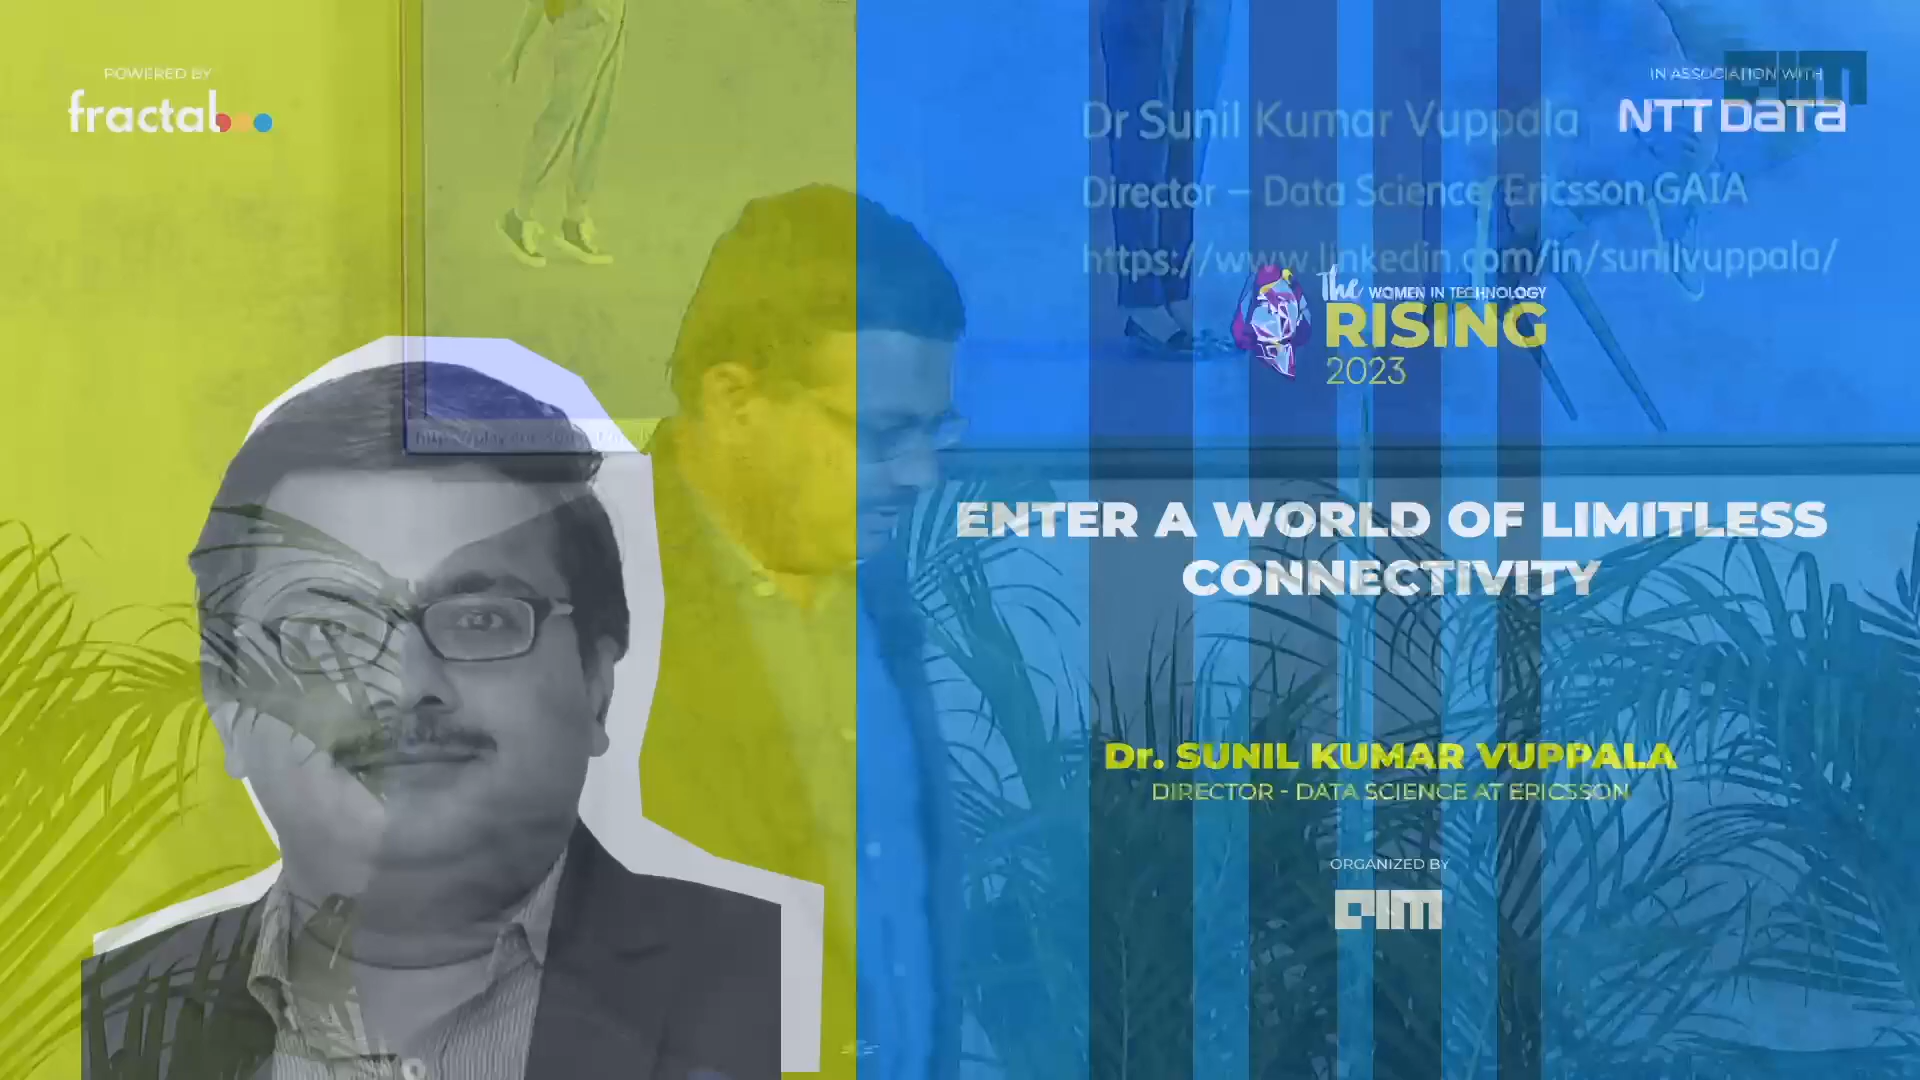 POWERED BY
fractal
IN ASSOCIATION WITH
NTT DATA
AIM
Dr Sunil Kumar Vuppala
Director – Data Science, Ericsson GAIA
https://www.linkedin.com/in/sunilvuppala/
The WOMEN IN TECHNOLOGY
RISING
2023
ENTER A WORLD OF LIMITLESS
CONNECTIVITY
Dr. SUNIL KUMAR VUPPALA
DIRECTOR - DATA SCIENCE AT ERICSSON
ORGANIZED BY
AIM